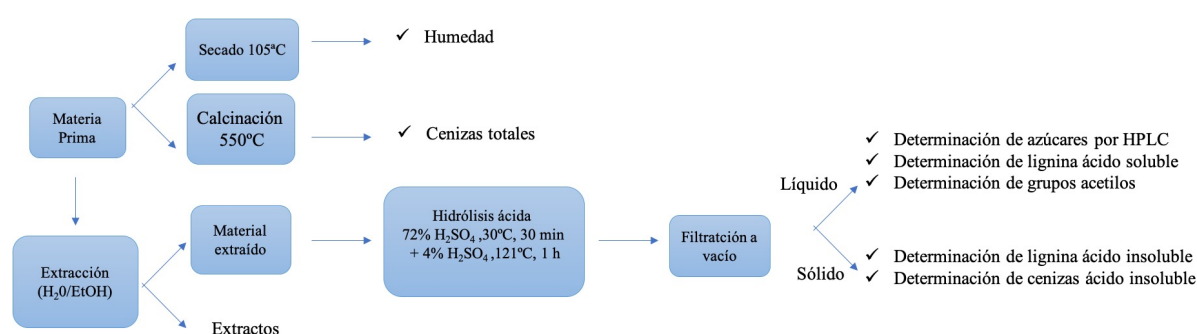 Secado 105ªC
✓ Humedad
Materia
Prima
Calcinación
550ºC
✓ Cenizas totales
Extracción
(H₂0/EtOH)
Material
extraído
Extractos
Hidrólisis ácida
72% H₂SO₄ ,30ºC, 30 min
+ 4% H₂SO₄ ,121ºC, 1 h
Filtratción a
vacío
Líquido
✓ Determinación de azúcares por HPLC
✓ Determinación de lignina ácido soluble
✓ Determinación de grupos acetilos
Sólido
✓ Determinación de lignina ácido insoluble
✓ Determinación de cenizas ácido insoluble